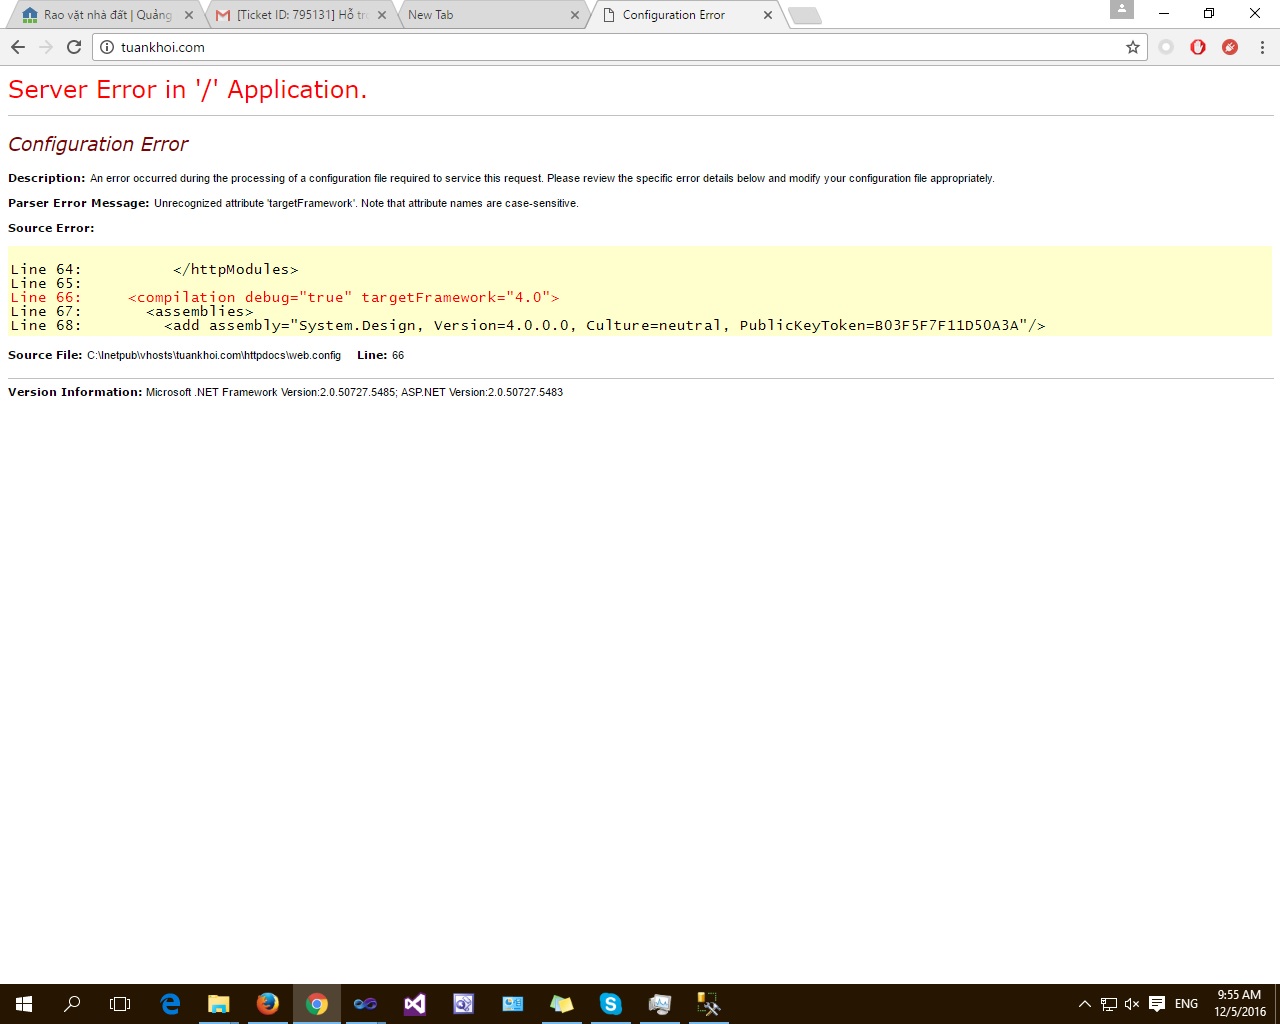 Rao vặt nhà đất | Quảng
[Ticket ID: 795131] Hỗ trợ
New Tab
Configuration Error
tuankhoi.com
Server Error in '/' Application.
Configuration Error
Description: An error occurred during the processing of a configuration file required to service this request. Please review the specific error details below and modify your configuration file appropriately.
Parser Error Message: Unrecognized attribute 'targetFramework'. Note that attribute names are case-sensitive.
Source Error:
Line 64:          </httpModules>
Line 65:
Line 66:     <compilation debug="true" targetFramework="4.0">
Line 67:       <assemblies>
Line 68:         <add assembly="System.Design, Version=4.0.0.0, Culture=neutral, PublicKeyToken=B03F5F7F11D50A3A"/>
Source File: C:\Inetpub\vhosts\tuankhoi.com\httpdocs\web.config    Line: 66
Version Information: Microsoft .NET Framework Version:2.0.50727.5485; ASP.NET Version:2.0.50727.5483
ENG
9:55 AM
12/5/2016